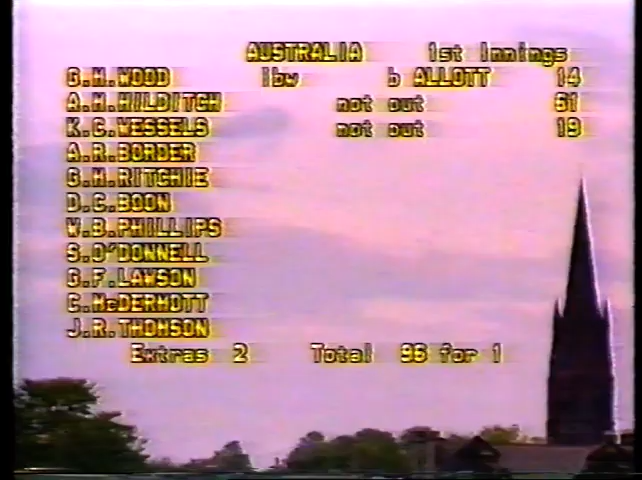 AUSTRALIA 1st Innings
G.M.WOOD lbw b ALLOTT 14
A.M.HILDITCH not out 61
K.C.WESSELS not out 19
A.R.BORDER
G.M.RITCHIE
D.C.BOON
W.B.PHILLIPS
S.O'DONNELL
G.F.LAWSON
C.McDERMOTT
J.R.THOMSON
Extras 2 Total 96 for 1